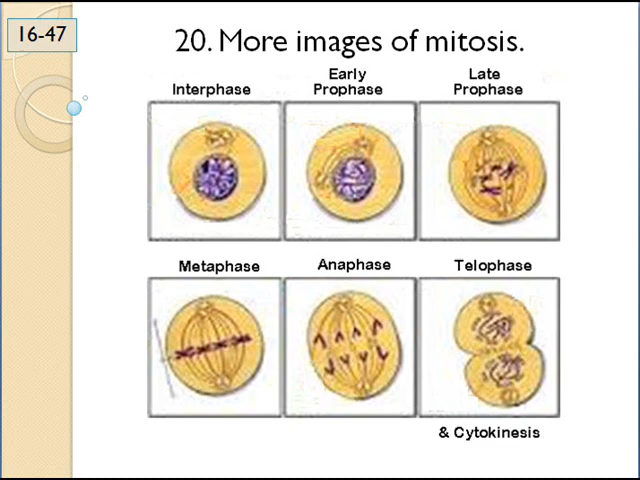 16-47
20. More images of mitosis.
Interphase
Early
Prophase
Late
Prophase
Metaphase
Anaphase
Telophase
& Cytokinesis